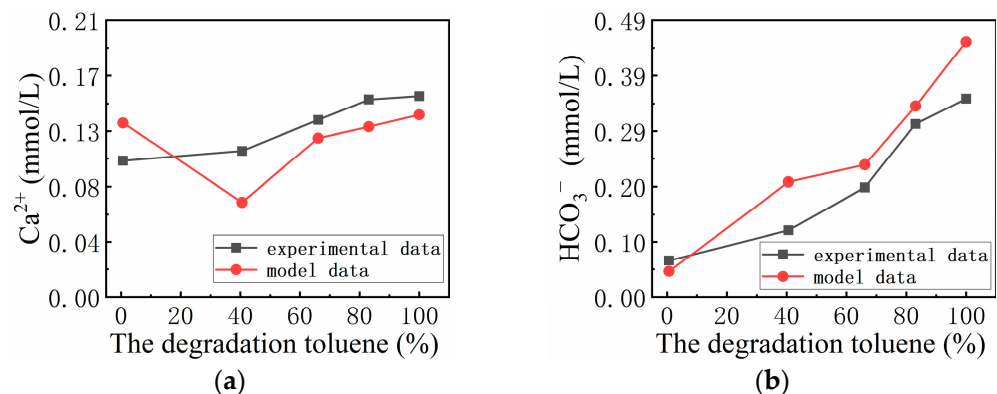 Ca²⁺ (mmol/L)
0.21
0.17
0.13
0.08
0.04
0.00
experimental data
model data
0 20 40 60 80 100
The degradation toluene (%)
(a)
HCO₃⁻ (mmol/L)
0.49
0.39
0.29
0.20
0.10
0.00
experimental data
model data
0 20 40 60 80 100
The degradation toluene (%)
(b)